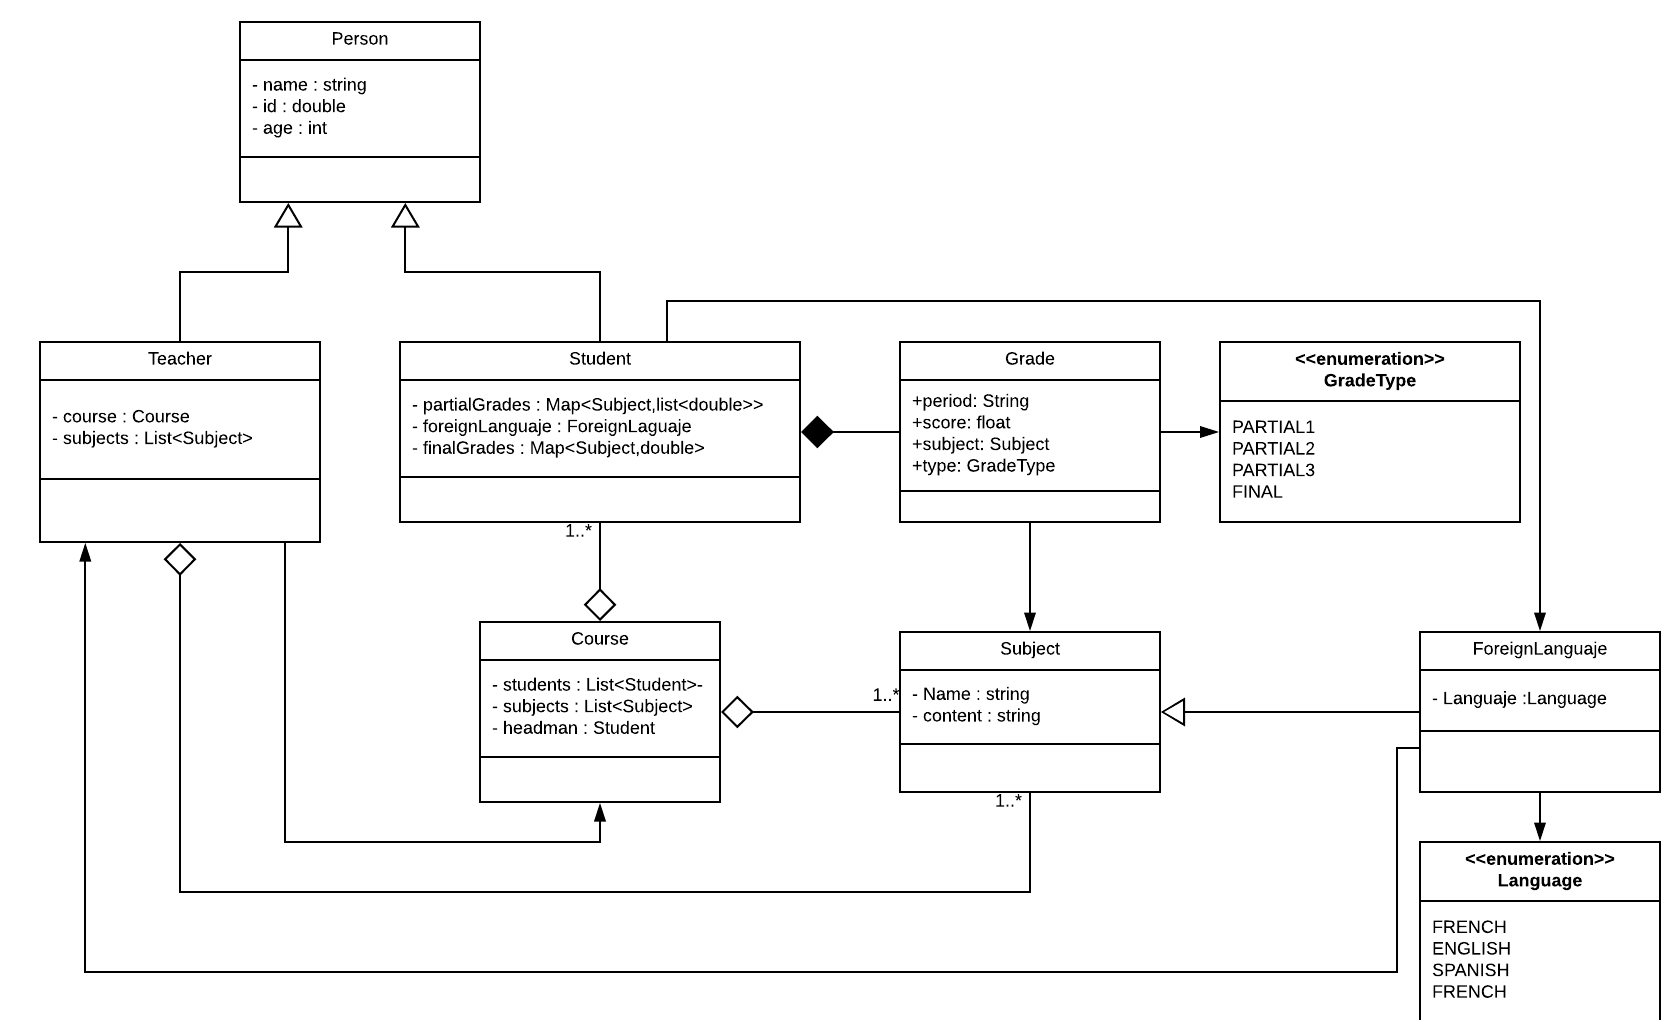 Person
- name : string
- id : double
- age : int
Teacher
- course : Course
- subjects : List<Subject>
Student
- partialGrades : Map<Subject,list<double>>
- foreignLanguaje : ForeignLaguaje
- finalGrades : Map<Subject,double>
1..*
Grade
+period: String
+score: float
+subject: Subject
+type: GradeType
<<enumeration>>
GradeType
PARTIAL1
PARTIAL2
PARTIAL3
FINAL
Course
- students : List<Student>-
- subjects : List<Subject>
- headman : Student
1..*
Subject
- Name : string
- content : string
1..*
ForeignLanguaje
- Languaje :Language
<<enumeration>>
Language
FRENCH
ENGLISH
SPANISH
FRENCH